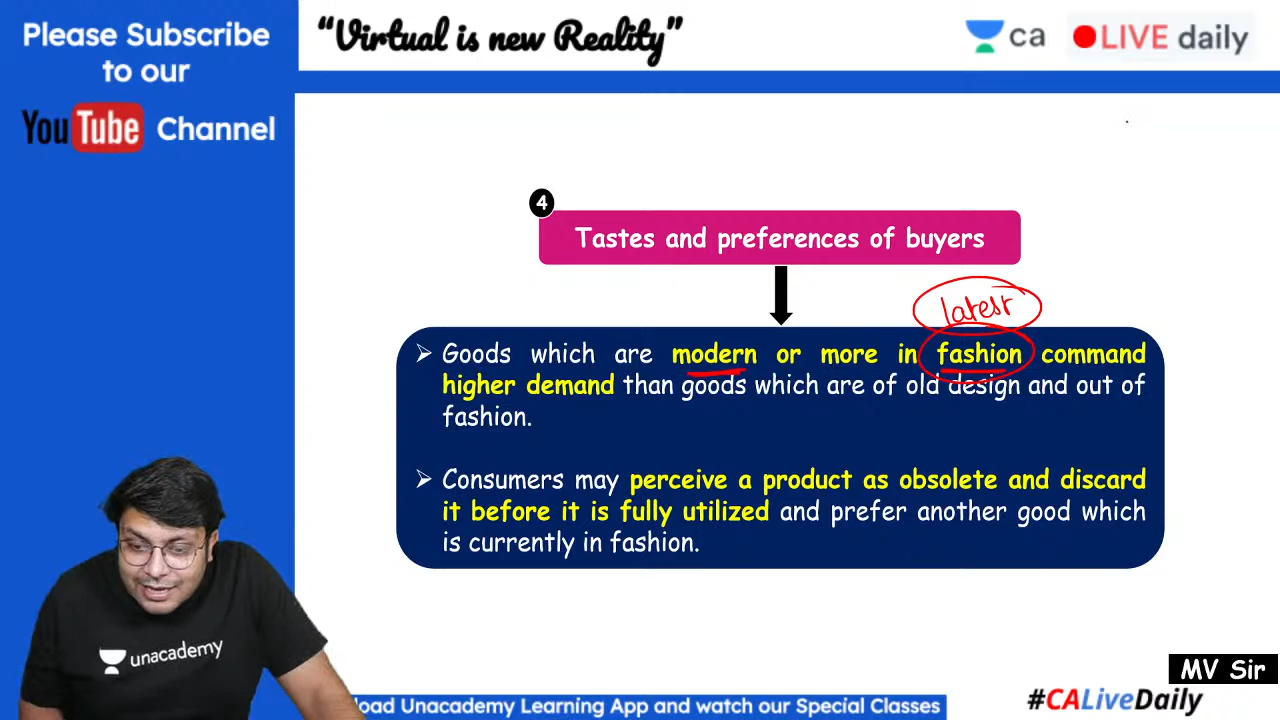 Please Subscribe
to our
YouTube Channel
“Virtual is new Reality”
ca
LIVE daily
4
Tastes and preferences of buyers
latest
➢ Goods which are modern or more in fashion command
higher demand than goods which are of old design and out of
fashion.
➢ Consumers may perceive a product as obsolete and discard
it before it is fully utilized and prefer another good which
is currently in fashion.
unacademy
MV Sir
load Unacademy Learning App and watch our Special Classes
#CALiveDaily